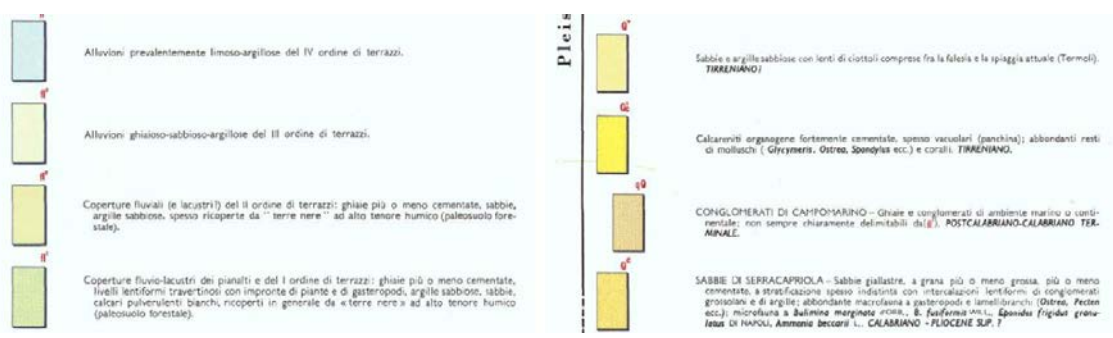 Alluvioni prevalentemente limoso-argillose del IV ordine di terrazzi.
Alluvioni ghiaioso-sabbioso-argillose del III ordine di terrazzi.
Coperture fluviali (e lacustri?) del II ordine di terrazzi: ghiaie più o meno cementate, sabbie,
argille sabbiose, spesso ricoperte da "terre nere" ad alto tenore humico (paleosuolo fore-
stale).
Coperture fluvio-lacustri dei pianalti e del I ordine di terrazzi: ghiaie più o meno cementate,
livelli lentiformi travertinosi con impronte di piante e di gasteropodi, argille sabbiose, sabbie,
calcari pulverulenti bianchi, ricoperti in generale da «terre nere» ad alto tenore humico
(paleosuolo forestale).
Pleis
Sabbie e argille sabbiose con lenti di ciottoli comprese fra la falesia e la spiaggia attuale (Termoli).
TIRRENIANO?
Calcareniti organogene fortemente cementate, spesso vacuolari (panchina); abbondanti resti
di molluschi (Glycymeris, Ostrea, Spondylus ecc.) e coralli. TIRRENIANO.
qQ
CONGLOMERATI DI CAMPOMARINO - Ghiaie e conglomerati di ambiente marino o conti-
nentale; non sempre chiaramente delimitabili da POSTCALABRIANO-CALABRIANO TER-
MINALE.
SABBIE DI SERRACAPRIOLA - Sabbie giallastre, a grana più o meno grossa, più o meno
cementate, a stratificazione spesso indistinta con intercalazioni lentiformi di conglomerati
grossolani e di argille; abbondante macrofauna a gasteropodi e lamellibranchi (Ostrea, Pecten
ecc.); microfauna a Bulimina marginata D'ORB., B. fusiformis WILL., Eponides frigidus granu-
latus DI NAPOLI, Ammonia beccarii L.. CALABRIANO - PLIOCENE SUP. ?